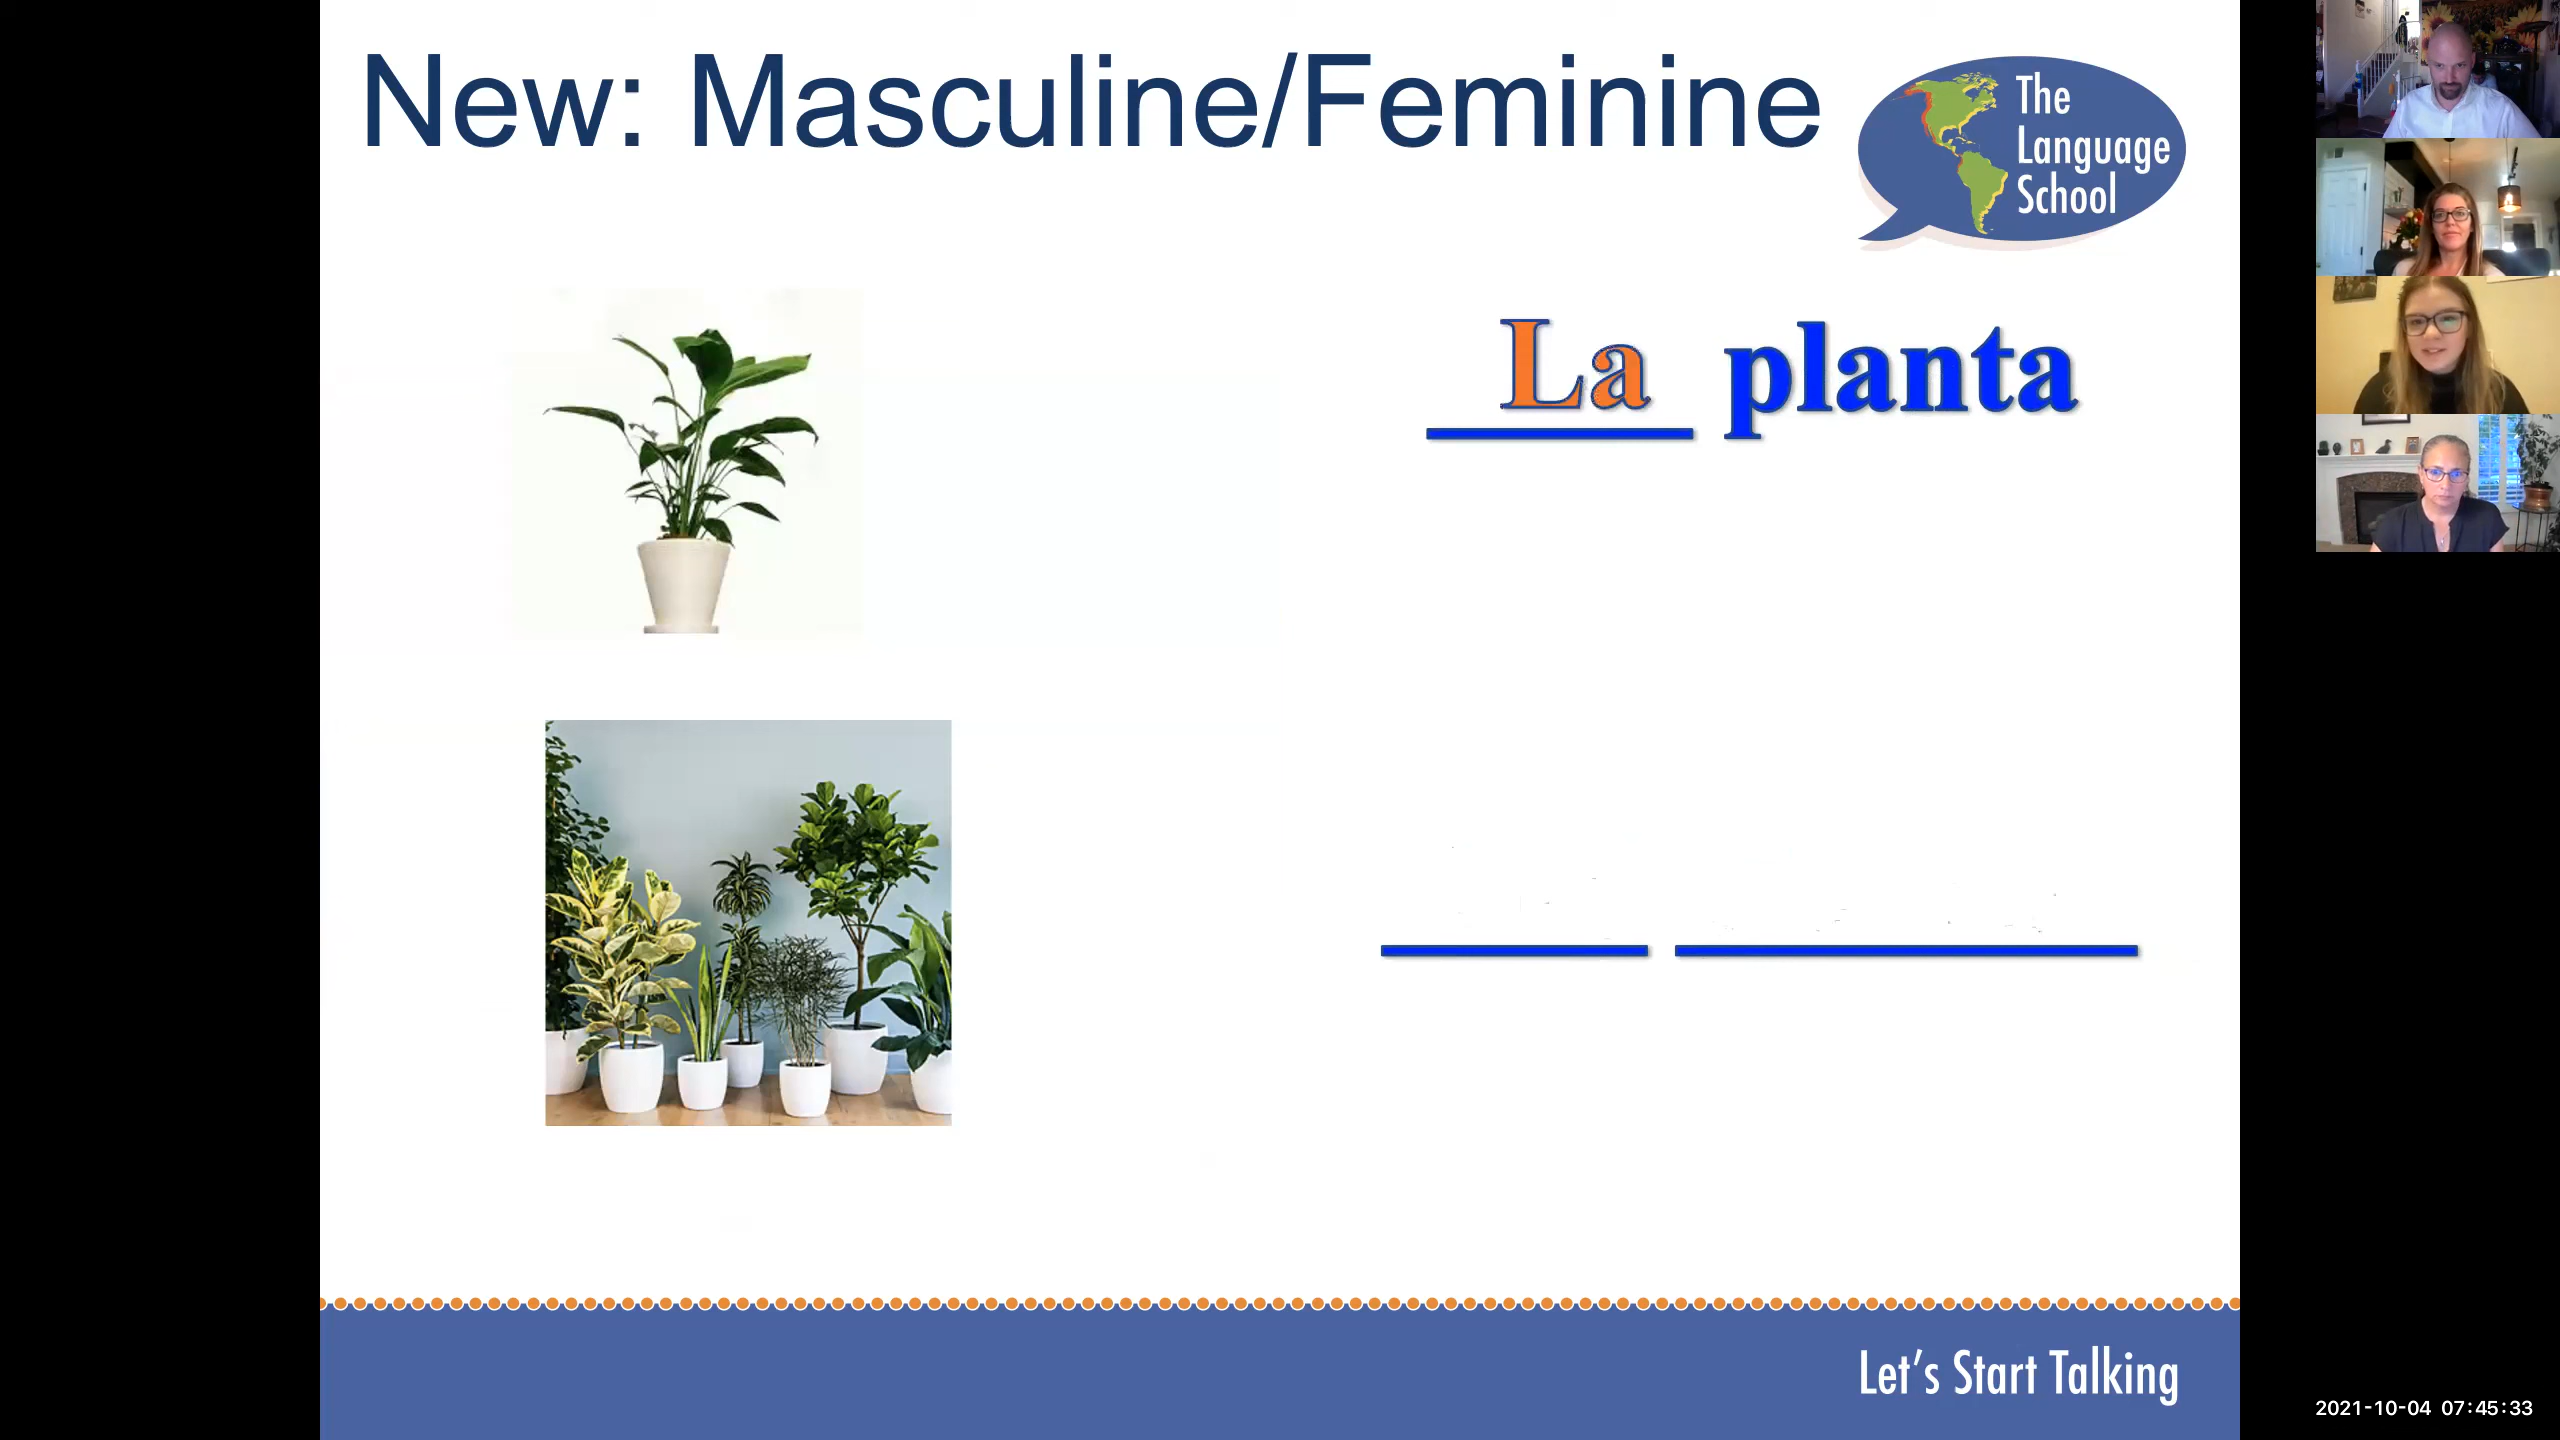 New: Masculine/Feminine
The
Language
School
La planta
Let's Start Talking
2021-10-04 07:45:33